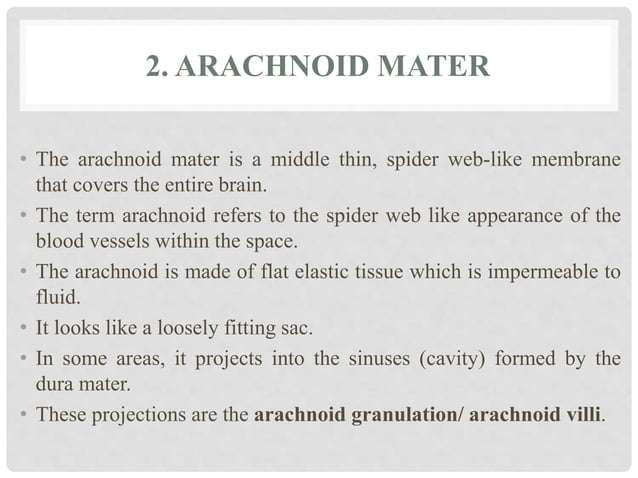 2. ARACHNOID MATER
• The arachnoid mater is a middle thin, spider web-like membrane
that covers the entire brain.
• The term arachnoid refers to the spider web like appearance of the
blood vessels within the space.
• The arachnoid is made of flat elastic tissue which is impermeable to
fluid.
• It looks like a loosely fitting sac.
• In some areas, it projects into the sinuses (cavity) formed by the
dura mater.
• These projections are the arachnoid granulation/ arachnoid villi.